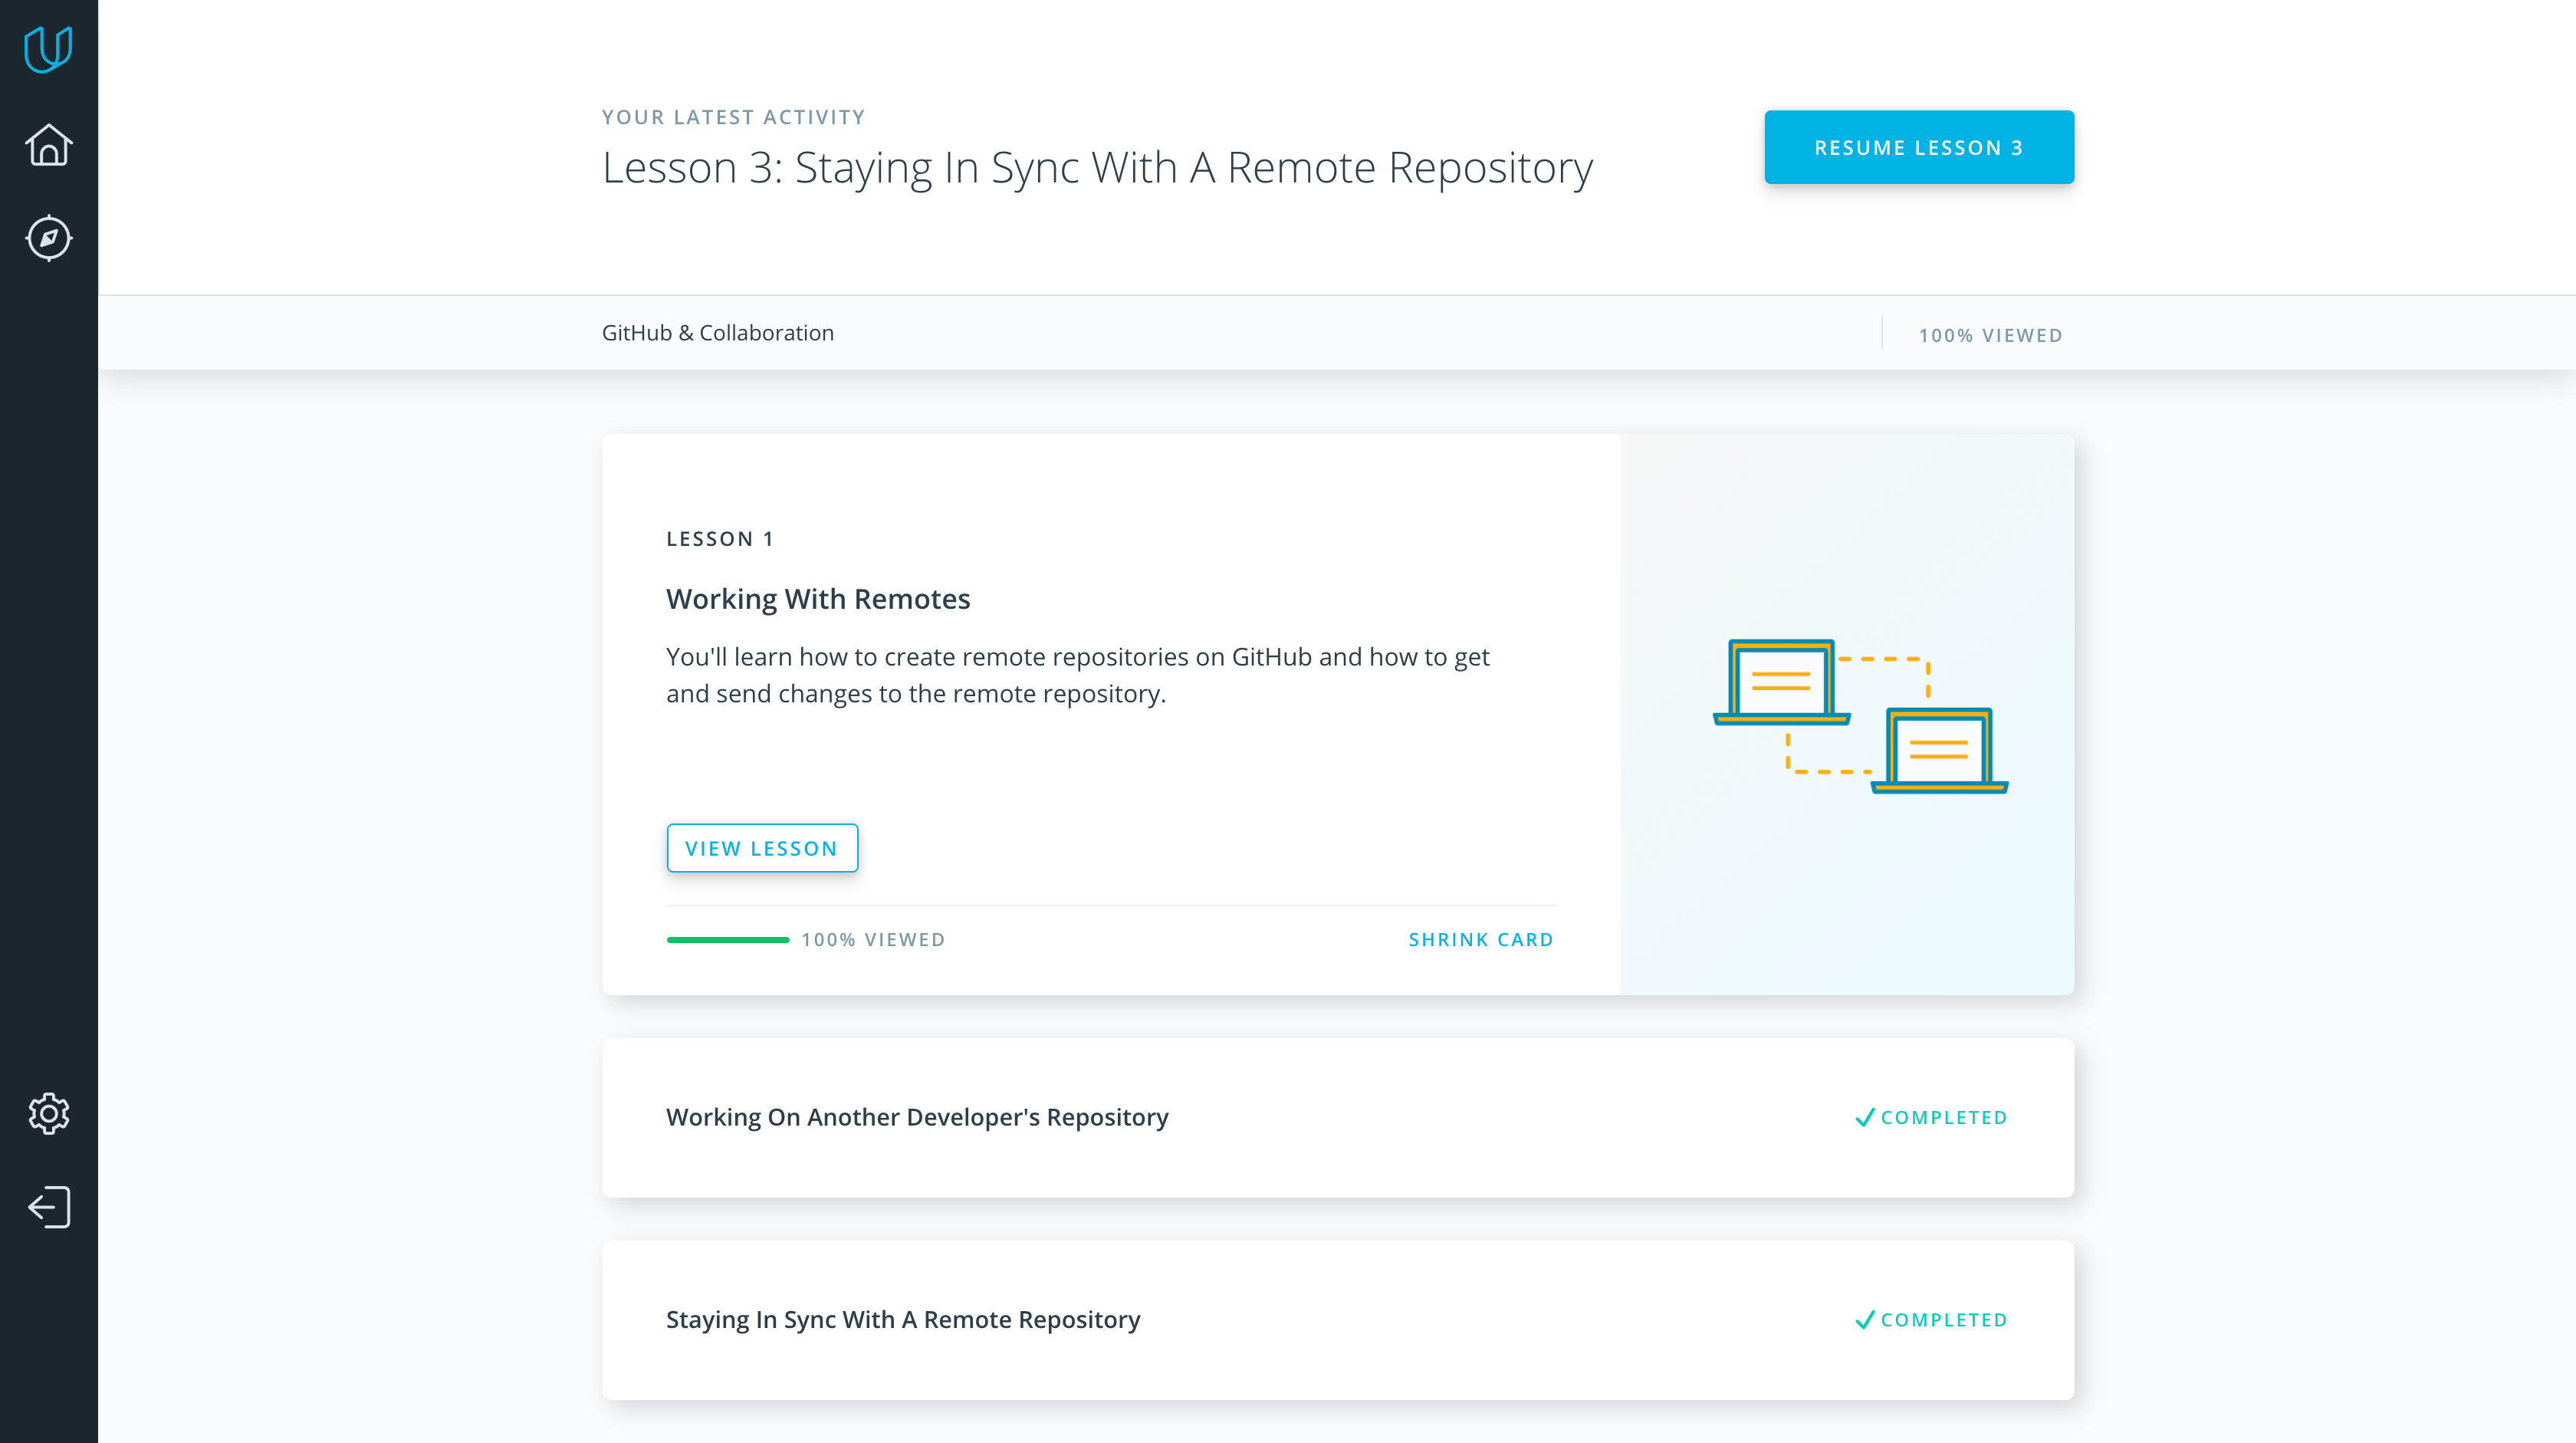 YOUR LATEST ACTIVITY
Lesson 3: Staying In Sync With A Remote Repository
RESUME LESSON 3
GitHub & Collaboration
100% VIEWED
LESSON 1
Working With Remotes
You'll learn how to create remote repositories on GitHub and how to get
and send changes to the remote repository.
VIEW LESSON
100% VIEWED
SHRINK CARD
Working On Another Developer's Repository
COMPLETED
Staying In Sync With A Remote Repository
COMPLETED